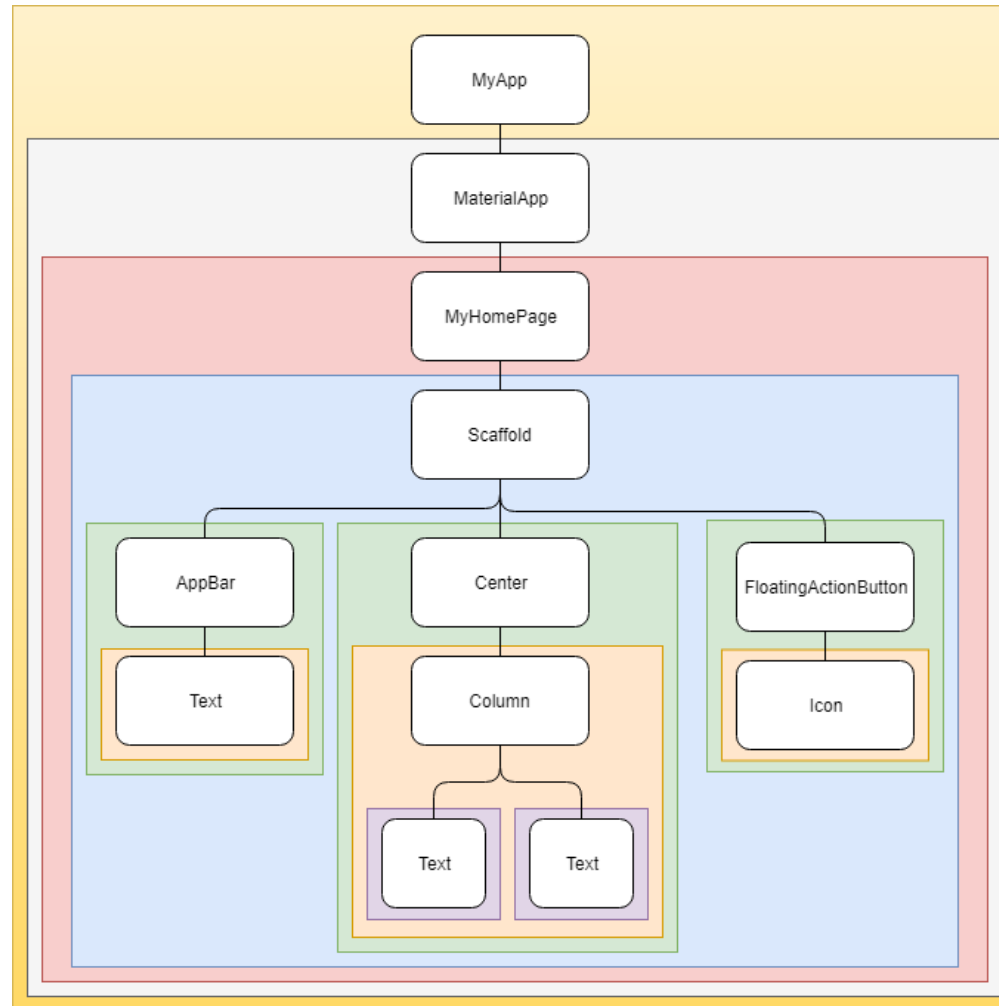 MyApp
MaterialApp
MyHomePage
Scaffold
AppBar
Center
FloatingActionButton
Text
Column
Icon
Text
Text